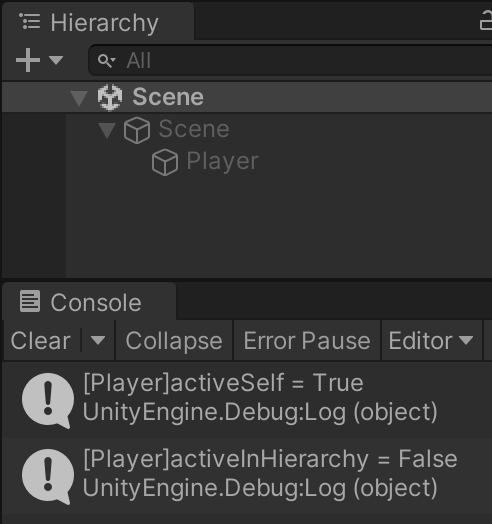 Hierarchy
All
Scene
Scene
Player
Console
Clear Collapse Error Pause Editor
[Player]activeSelf = True
UnityEngine.Debug:Log (object)
[Player]activeInHierarchy = False
UnityEngine.Debug:Log (object)